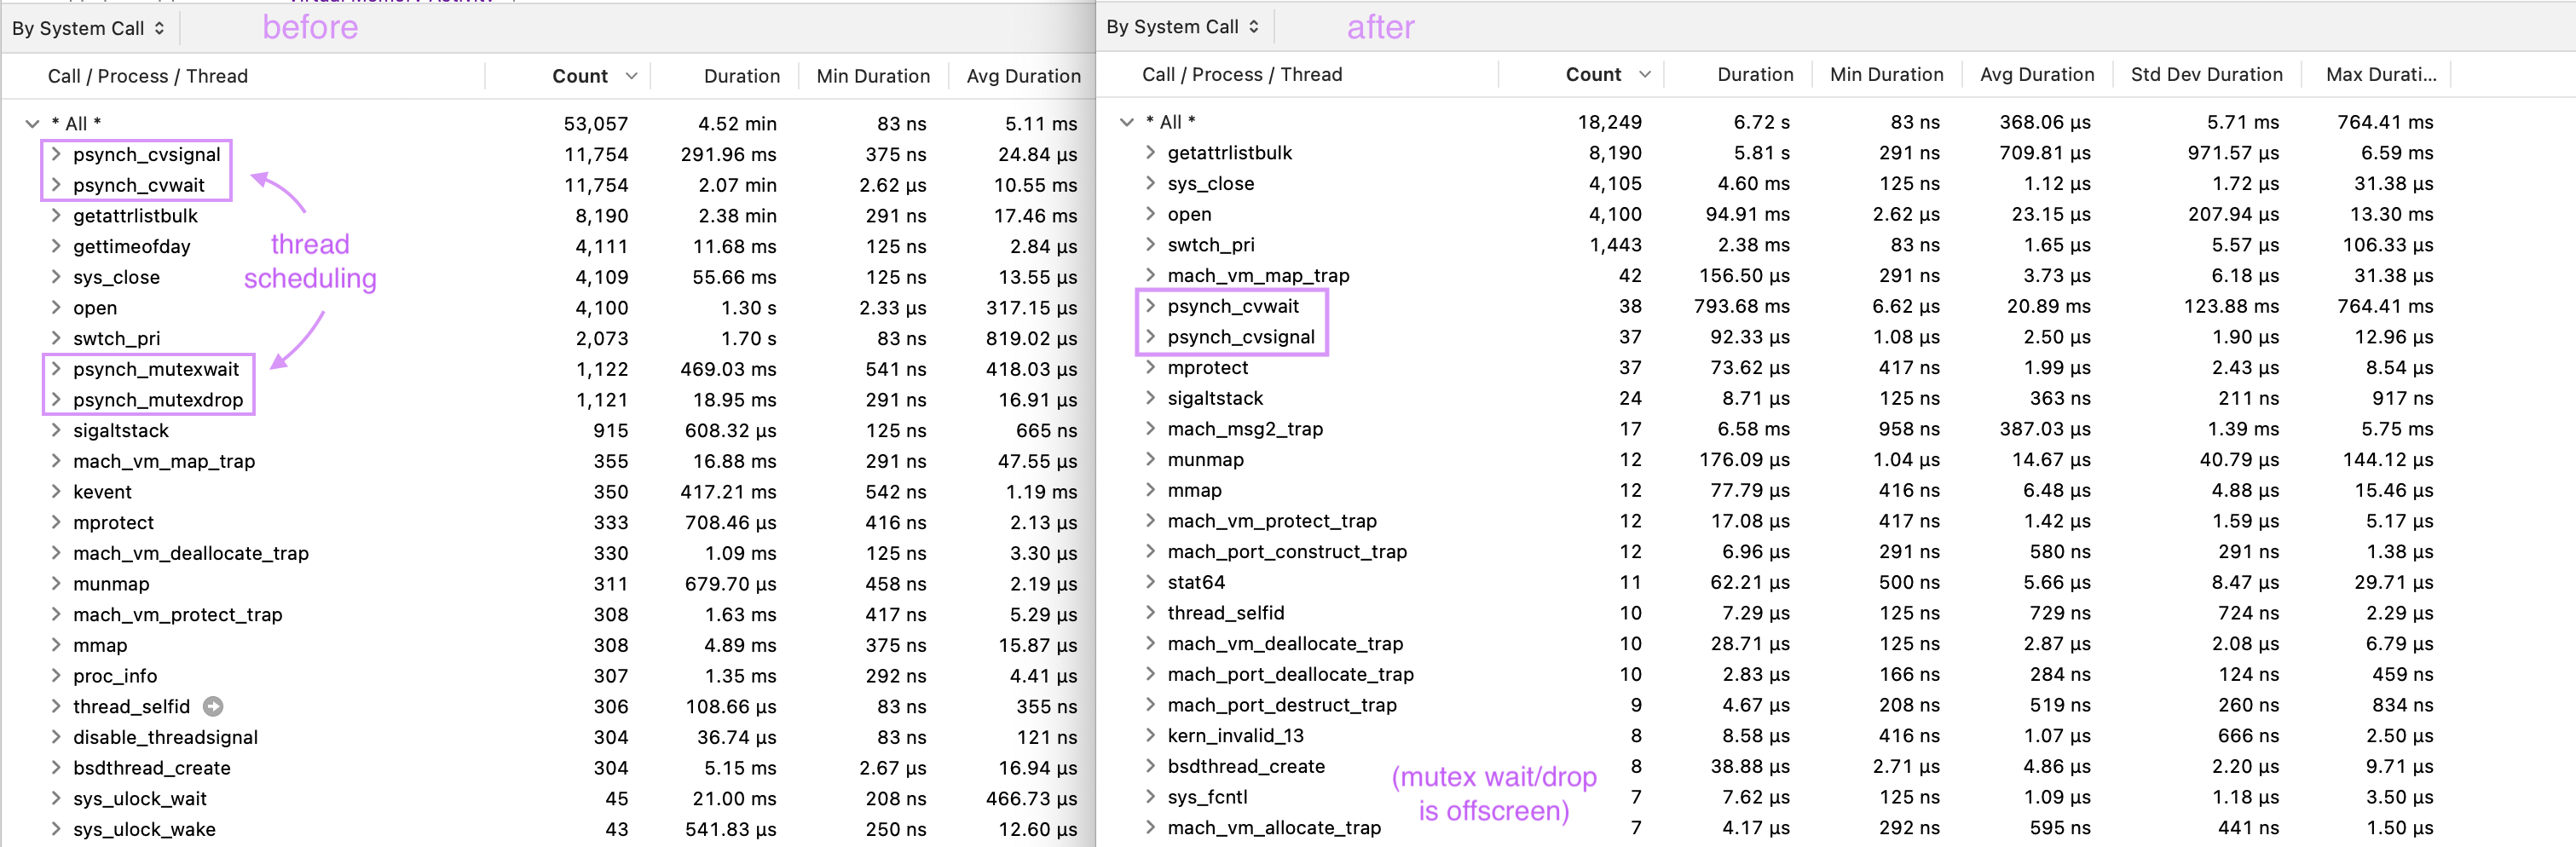 Virtual Memory Activity
By System Call
before
Call / Process / Thread Count Duration Min Duration Avg Duration
* All * 53,057 4.52 min 83 ns 5.11 ms
psynch_cvsignal 11,754 291.96 ms 375 ns 24.84 µs
psynch_cvwait 11,754 2.07 min 2.62 µs 10.55 ms
getattrlistbulk 8,190 2.38 min 291 ns 17.46 ms
gettimeofday 4,111 11.68 ms 125 ns 2.84 µs
sys_close 4,109 55.66 ms 125 ns 13.55 µs
open 4,100 1.30 s 2.33 µs 317.15 µs
swtch_pri 2,073 1.70 s 83 ns 819.02 µs
psynch_mutexwait 1,122 469.03 ms 541 ns 418.03 µs
psynch_mutexdrop 1,121 18.95 ms 291 ns 16.91 µs
sigaltstack 915 608.32 µs 125 ns 665 ns
mach_vm_map_trap 355 16.88 ms 291 ns 47.55 µs
kevent 350 417.21 ms 542 ns 1.19 ms
mprotect 333 708.46 µs 416 ns 2.13 µs
mach_vm_deallocate_trap 330 1.09 ms 125 ns 3.30 µs
munmap 311 679.70 µs 458 ns 2.19 µs
mach_vm_protect_trap 308 1.63 ms 417 ns 5.29 µs
mmap 308 4.89 ms 375 ns 15.87 µs
proc_info 307 1.35 ms 292 ns 4.41 µs
thread_selfid 306 108.66 µs 83 ns 355 ns
disable_threadsignal 304 36.74 µs 83 ns 121 ns
bsdthread_create 304 5.15 ms 2.67 µs 16.94 µs
sys_ulock_wait 45 21.00 ms 208 ns 466.73 µs
sys_ulock_wake 43 541.83 µs 250 ns 12.60 µs
thread
scheduling
By System Call
after
Call / Process / Thread Count Duration Min Duration Avg Duration Std Dev Duration Max Durati...
* All * 18,249 6.72 s 83 ns 368.06 µs 5.71 ms 764.41 ms
getattrlistbulk 8,190 5.81 s 291 ns 709.81 µs 971.57 µs 6.59 ms
sys_close 4,105 4.60 ms 125 ns 1.12 µs 1.72 µs 31.38 µs
open 4,100 94.91 ms 2.62 µs 23.15 µs 207.94 µs 13.30 ms
swtch_pri 1,443 2.38 ms 83 ns 1.65 µs 5.57 µs 106.33 µs
mach_vm_map_trap 42 156.50 µs 291 ns 3.73 µs 6.18 µs 31.38 µs
psynch_cvwait 38 793.68 ms 6.62 µs 20.89 ms 123.88 ms 764.41 ms
psynch_cvsignal 37 92.33 µs 1.08 µs 2.50 µs 1.90 µs 12.96 µs
mprotect 37 73.62 µs 417 ns 1.99 µs 2.43 µs 8.54 µs
sigaltstack 24 8.71 µs 125 ns 363 ns 211 ns 917 ns
mach_msg2_trap 17 6.58 ms 958 ns 387.03 µs 1.39 ms 5.75 ms
munmap 12 176.09 µs 1.04 µs 14.67 µs 40.79 µs 144.12 µs
mmap 12 77.79 µs 416 ns 6.48 µs 4.88 µs 15.46 µs
mach_vm_protect_trap 12 17.08 µs 417 ns 1.42 µs 1.59 µs 5.17 µs
mach_port_construct_trap 12 6.96 µs 291 ns 580 ns 291 ns 1.38 µs
stat64 11 62.21 µs 500 ns 5.66 µs 8.47 µs 29.71 µs
thread_selfid 10 7.29 µs 125 ns 729 ns 724 ns 2.29 µs
mach_vm_deallocate_trap 10 28.71 µs 125 ns 2.87 µs 2.08 µs 6.79 µs
mach_port_deallocate_trap 10 2.83 µs 166 ns 284 ns 124 ns 459 ns
mach_port_destruct_trap 9 4.67 µs 208 ns 519 ns 260 ns 834 ns
kern_invalid_13 8 8.58 µs 416 ns 1.07 µs 666 ns 2.50 µs
bsdthread_create 8 38.88 µs 2.71 µs 4.86 µs 2.20 µs 9.71 µs
sys_fcntl 7 7.62 µs 125 ns 1.09 µs 1.18 µs 3.50 µs
mach_vm_allocate_trap 7 4.17 µs 292 ns 595 ns 441 ns 1.50 µs
(mutex wait/drop
is offscreen)